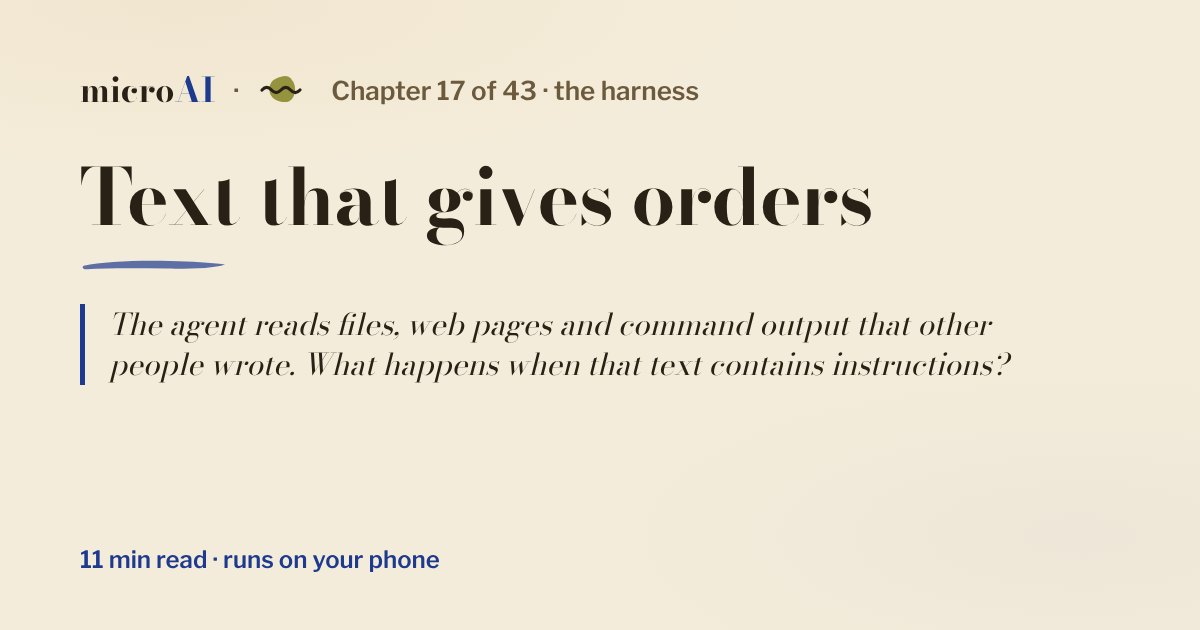 microAI · Chapter 17 of 43 · the harness
Text that gives orders
The agent reads files, web pages and command output that other
people wrote. What happens when that text contains instructions?
11 min read · runs on your phone